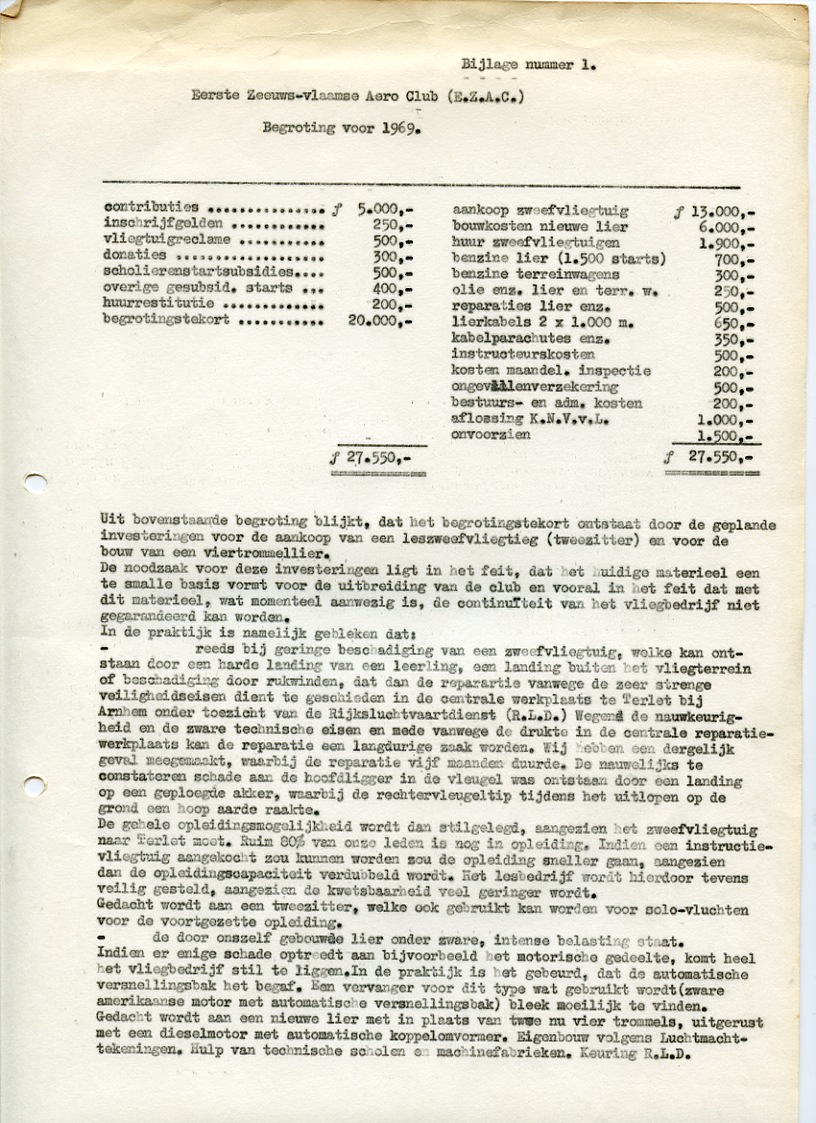 Bijlage nummer 1.
Eerste Zeeuws-vlaamse Aero Club (E.Z.A.C.)
Begroting voor 1969.
contributies ............... ƒ 5.000,-
inschrijfgelden ............ 250,-
vliegtuigreclame ........... 500,-
donaties ................... 300,-
scholierenstartsubsidies.... 500,-
overige gesubsid. starts ... 400,-
huurrestitutie ............. 200,-
begrotingstekort ........... 20.000,-
ƒ 27.550,-
aankoop zweefvliegtuig ƒ 13.000,-
bouwkosten nieuwe lier 6.000,-
huur zweefvliegtuigen 1.900,-
benzine lier (1.500 starts) 700,-
benzine terreinwagens 300,-
olie enz. lier en terr. w. 250,-
reparaties lier enz. 500,-
lierkabels 2 x 1.000 m. 650,-
kabelparachutes enz. 350,-
instructeurskosten 500,-
kosten maandel. inspectie 200,-
ongevallenverzekering 500,-
bestuurs- en adm. kosten 200,-
aflossing K.N.V.v.L. 1.000,-
onvoorzien 1.500,-
ƒ 27.550,-
Uit bovenstaande begroting blijkt, dat het begrotingstekort ontstaat door de geplande
investeringen voor de aankoop van een leszweefvliegtieg (tweezitter) en voor de
bouw van een viertrommellier.
De noodzaak voor deze investeringen ligt in het feit, dat het huidige materieel een
te smalle basis vormt voor de uitbreiding van de club en vooral in het feit dat met
dit materieel, wat momenteel aanwezig is, de continuïteit van het vliegbedrijf niet
gegarandeerd kan worden.
In de praktijk is namelijk gebleken dat:
- reeds bij geringe beschadiging van een zweefvliegtuig, welke kan ont-
staan door een harde landing van een leerling, een landing buiten het vliegterrein
of beschadiging door rukwinden, dat dan de reparartie vanwege de zeer strenge
veiligheidseisen dient te geschieden in de centrale werkplaats te Terlet bij
Arnhem onder toezicht van de Rijksluchtvaartdienst (R.L.D.) Wegens de nauwkeurig-
heid en de zware technische eisen en mede vanwege de drukte in de centrale reparatie-
werkplaats kan de reparatie een langdurige zaak worden. Wij hebben een dergelijk
geval meegemaakt, waarbij de reparatie vijf maanden duurde. De nauwelijks te
constateren schade aan de hoofdligger in de vleugel was ontstaan door een landing
op een geploegde akker, waarbij de rechtervleugeltip tijdens het uitlopen op de
grond een hoop aarde raakte.
De gehele opleidingsmogelijkheid wordt dan stilgelegd, aangezien het zweefvliegtuig
naar Terlet moet. Ruim 80% van onze leden is nog in opleiding. Indien een instructie-
vliegtuig aangekocht zou kunnen worden zou de opleiding sneller gaan, aangezien
dan de opleidingscapaciteit verdubbeld wordt. Het lesbedrijf wordt hierdoor tevens
veilig gesteld, aangezien de kwetsbaarheid veel geringer wordt.
Gedacht wordt aan een tweezitter, welke ook gebruikt kan worden voor solo-vluchten
voor de voortgezette opleiding.
- de door onszelf gebouwde lier onder zware, intense belasting staat.
Indien er enige schade optreedt aan bijvoorbeeld het motorische gedeelte, komt heel
het vliegbedrijf stil te liggen.In de praktijk is het gebeurd, dat de automatische
versnellingsbak het begaf. Een vervanger voor dit type wat gebruikt wordt(zware
amerikaanse motor met automatische versnellingsbak) bleek moeilijk te vinden.
Gedacht wordt aan een nieuwe lier met in plaats van twee nu vier trommels, uitgerust
met een dieselmotor met automatische koppelomvormer. Eigenbouw volgens Luchtmacht-
tekeningen. Hulp van technische scholen en machinefabrieken. Keuring R.L.D.